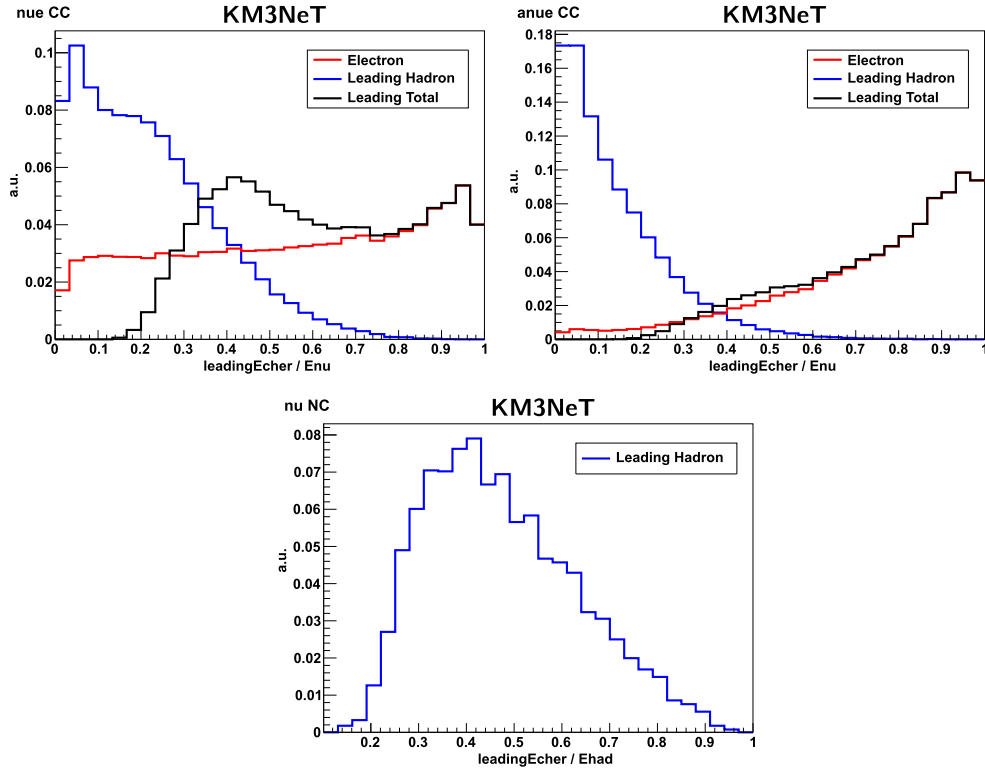 nue CC
KM3NeT
Electron
Leading Hadron
Leading Total
0.1
0.08
0.06
0.04
0.02
0
a.u.
0 0.1 0.2 0.3 0.4 0.5 0.6 0.7 0.8 0.9 1
leadingEcher / Enu
anue CC
KM3NeT
Electron
Leading Hadron
Leading Total
0.18
0.16
0.14
0.12
0.1
0.08
0.06
0.04
0.02
0
a.u.
0 0.1 0.2 0.3 0.4 0.5 0.6 0.7 0.8 0.9 1
leadingEcher / Enu
nu NC
KM3NeT
Leading Hadron
0.08
0.07
0.06
0.05
0.04
0.03
0.02
0.01
0
a.u.
0.2 0.3 0.4 0.5 0.6 0.7 0.8 0.9 1
leadingEcher / Ehad